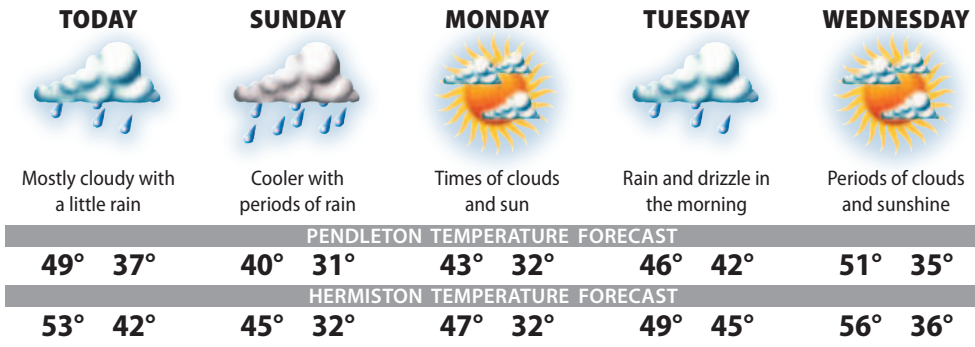 TODAY SUNDAY MONDAY TUESDAY WEDNESDAY
Mostly cloudy with
a little rain
Cooler with
periods of rain
Times of clouds
and sun
Rain and drizzle in
the morning
Periods of clouds
and sunshine
PENDLETON TEMPERATURE FORECAST
49° 37° 40° 31° 43° 32° 46° 42° 51° 35°
HERMISTON TEMPERATURE FORECAST
53° 42° 45° 32° 47° 32° 49° 45° 56° 36°